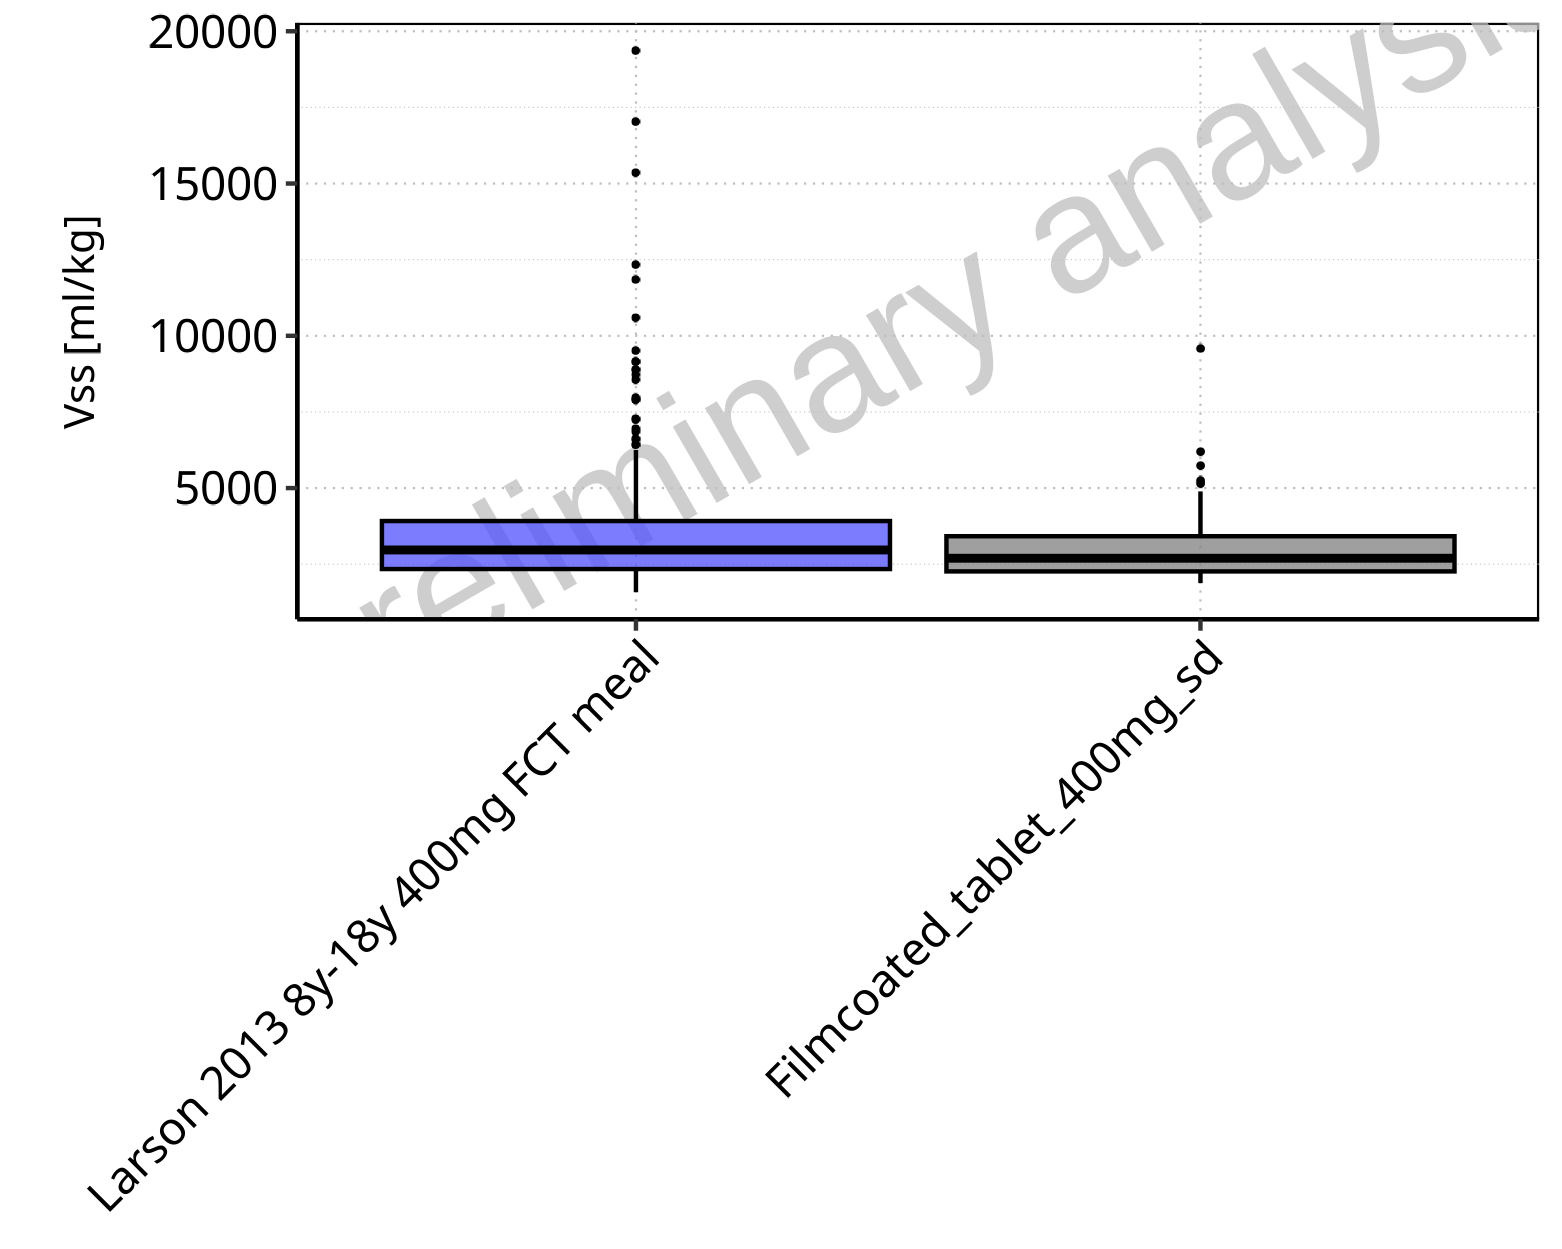 20000
15000
10000
5000
Vss [ml/kg]
reliminary analysis
Larson 2013 8y-18y 400mg FCT meal
Filmcoated_tablet_400mg_sd